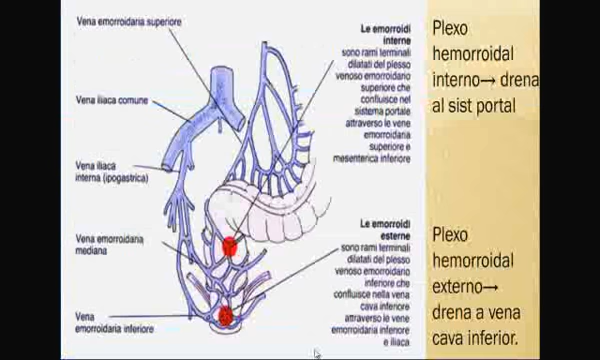 Vena emorroidaria superiore
Vena iliaca comune
Vena iliaca
interna (ipogastrica)
Vena emorroidaria
mediana
Vena
emorroidaria inferiore
Le emorroidi
interne
sono rami terminali
dilatati del plesso
venoso emorroidario
superiore che
confluisce nel
sistema portale
attraverso le vene
emorroidaria
superiore e
mesenterica inferiore
Le emorroidi
esterne
sono rami terminali
dilatati del plesso
venoso emorroidario
inferiore che
confluisce nella vena
cava inferiore
attraverso le vene
emorroidaria inferiore
e iliaca
Plexo
hemorroidal
interno→ drena
al sist portal
Plexo
hemorroidal
externo→
drena a vena
cava inferior.